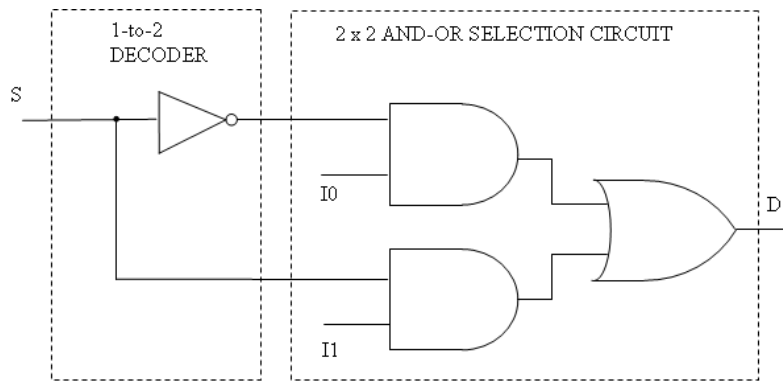 1-to-2
DECODER
2 x 2 AND-OR SELECTION CIRCUIT
S
I0
D
I1